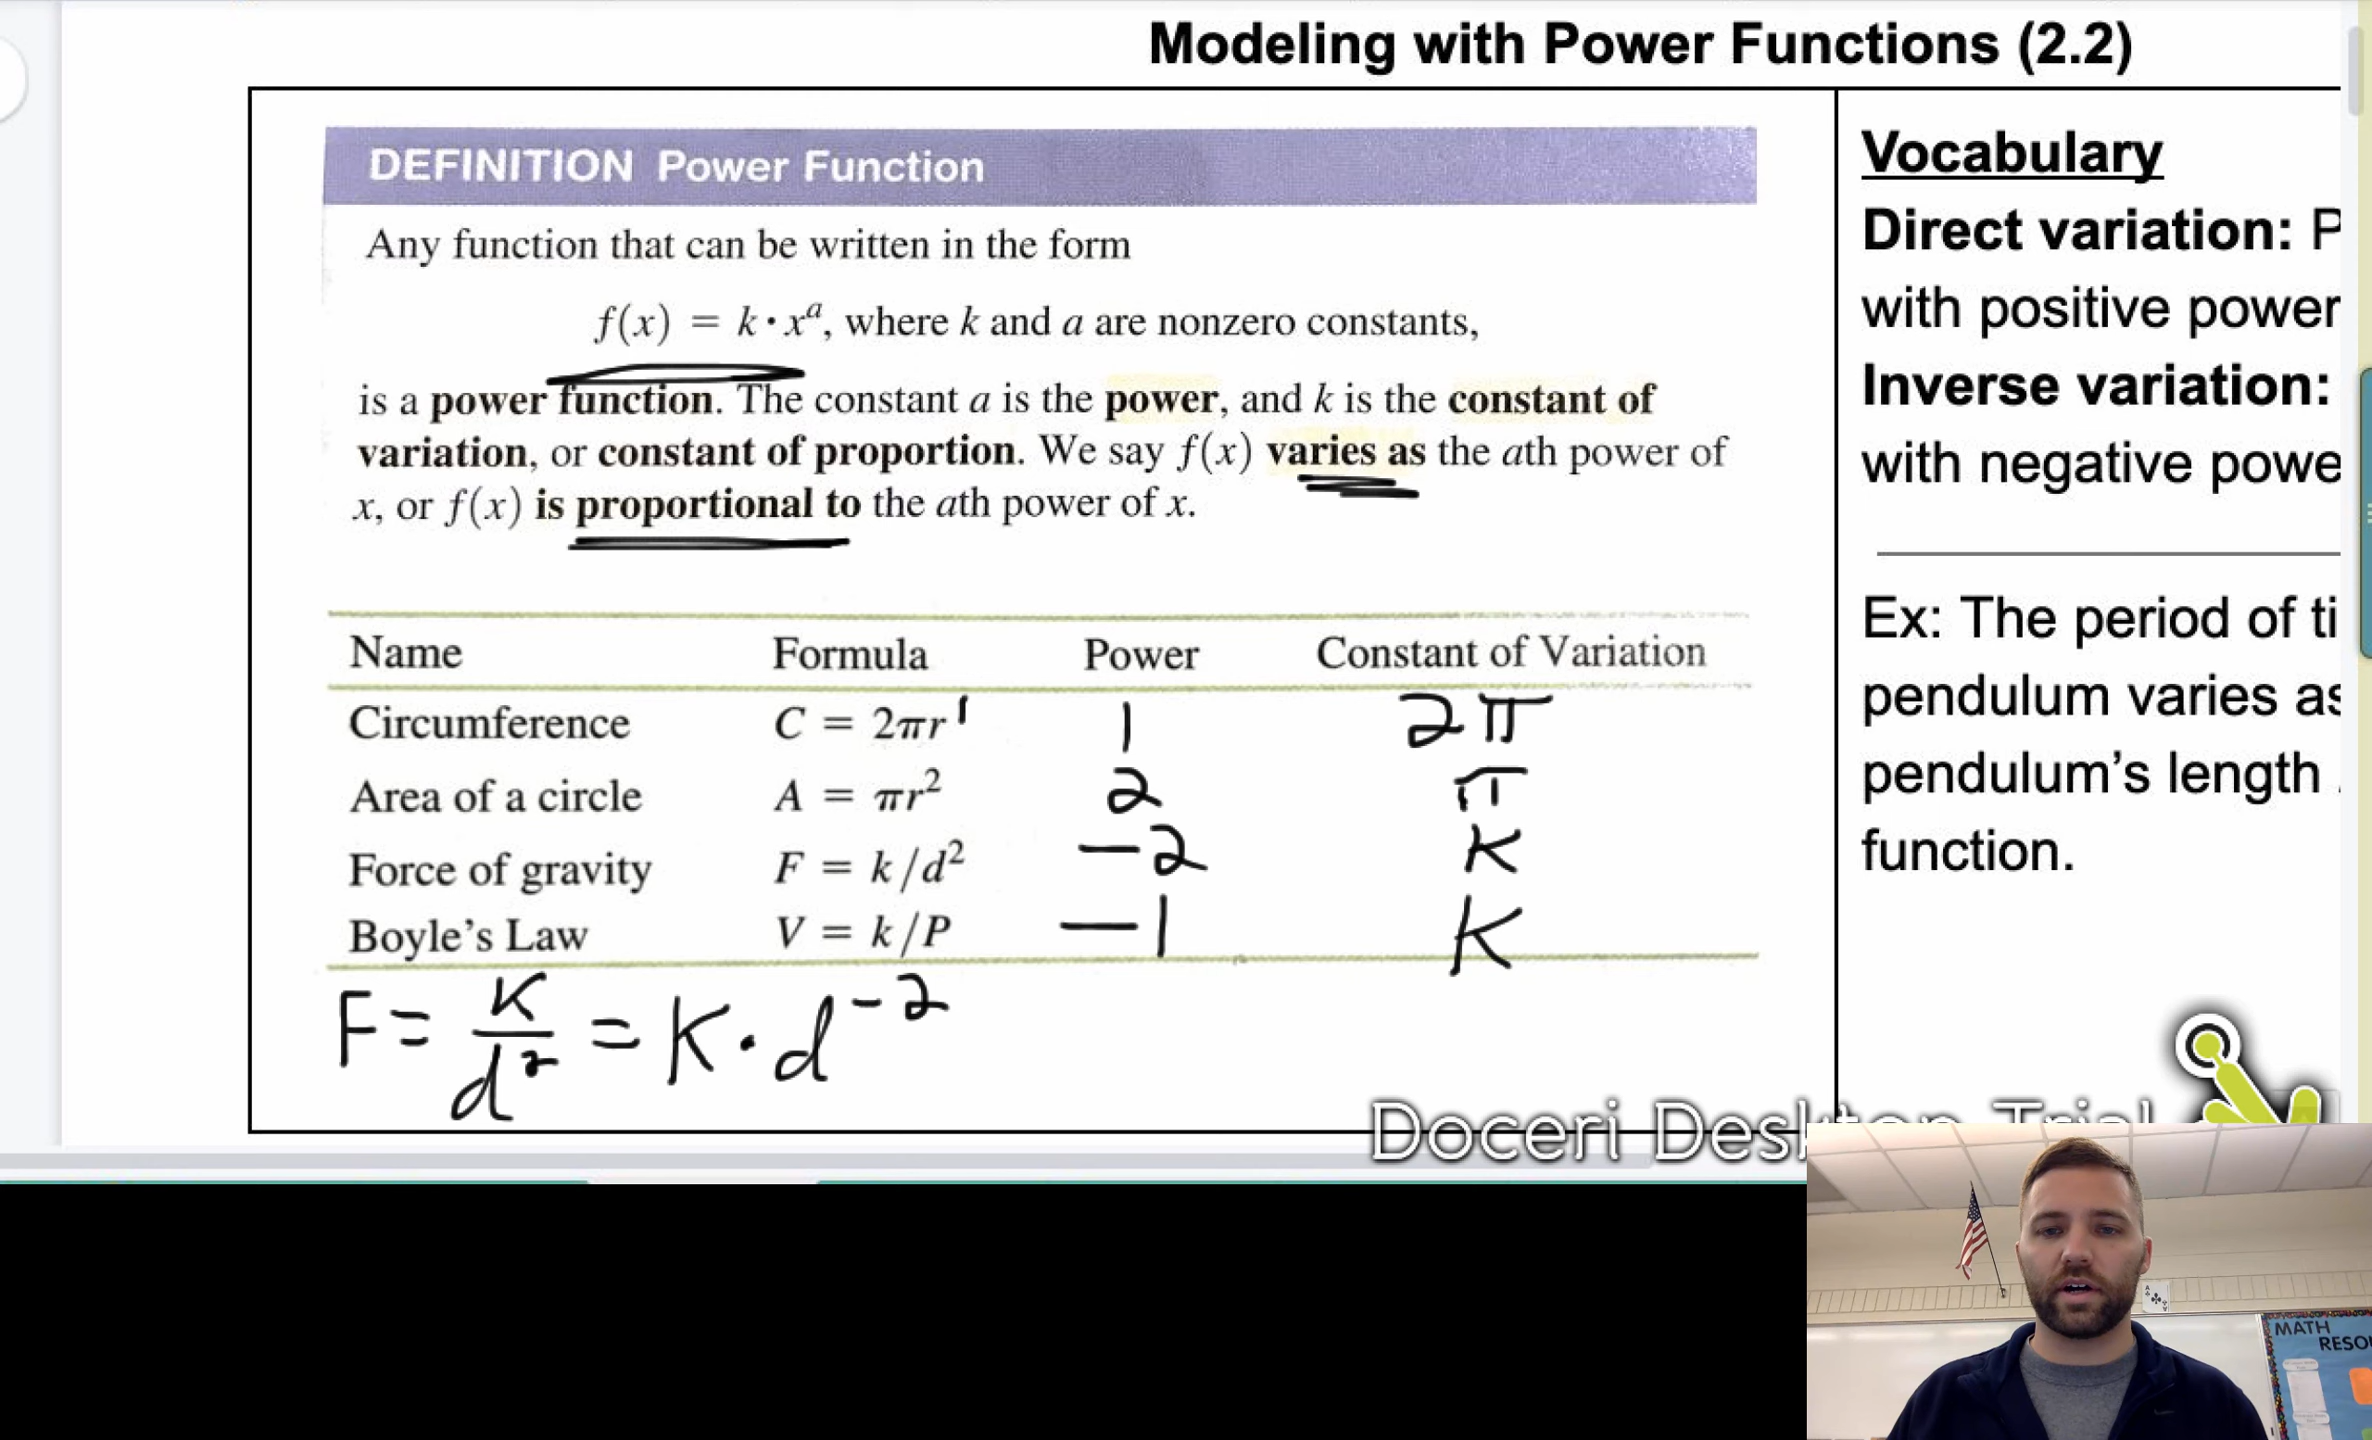 Modeling with Power Functions (2.2)
DEFINITION Power Function
Any function that can be written in the form
f(x) = k · xᵃ, where k and a are nonzero constants,
is a power function. The constant a is the power, and k is the constant of
variation, or constant of proportion. We say f(x) varies as the ath power of
x, or f(x) is proportional to the ath power of x.
Name Formula Power Constant of Variation
Circumference C = 2πr¹ 1 2π
Area of a circle A = πr² 2 π
Force of gravity F = k/d² -2 K
Boyle's Law V = k/P -1 K
F = K/d² = K · d⁻²
Vocabulary
Direct variation: P
with positive power
Inverse variation:
with negative powe
Ex: The period of ti
pendulum varies as
pendulum's length
function.
Doceri Desktop Trial
MATH
RESO